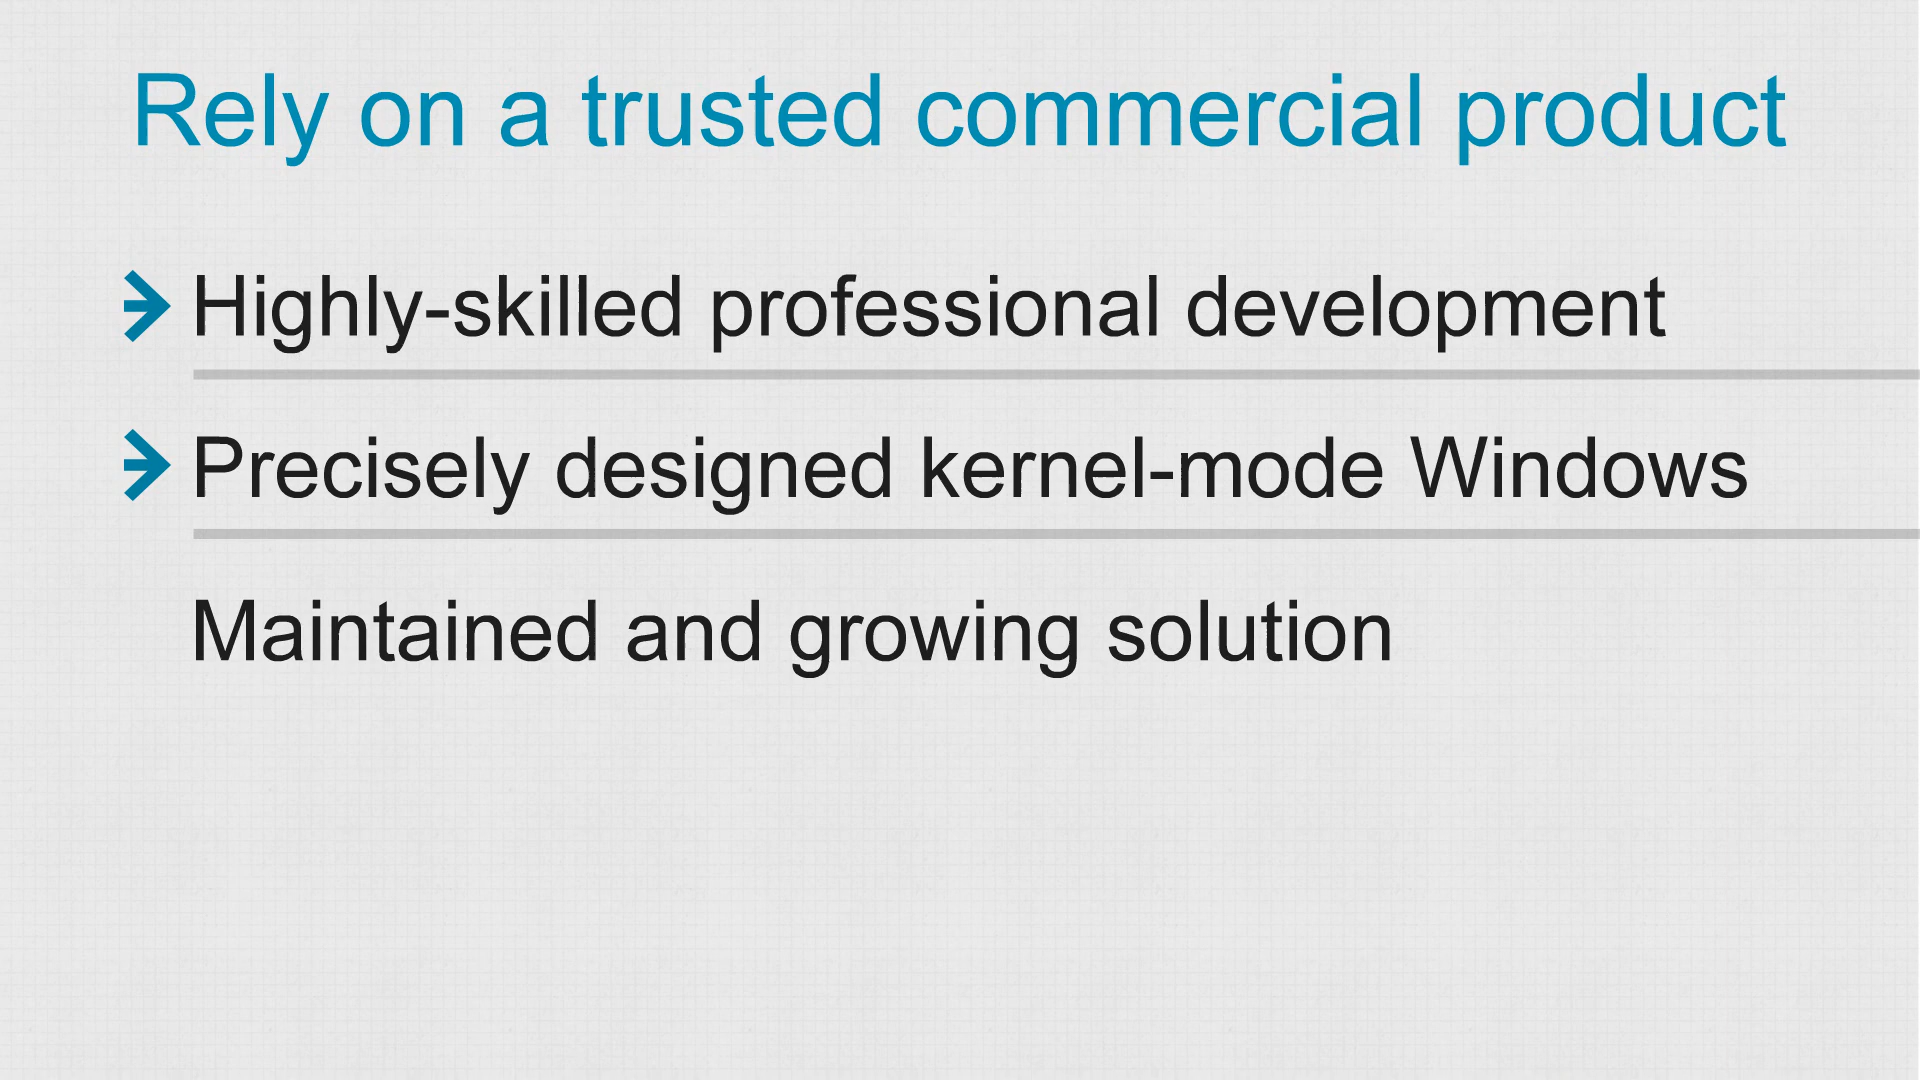 Rely on a trusted commercial product
Highly-skilled professional development
Precisely designed kernel-mode Windows
Maintained and growing solution